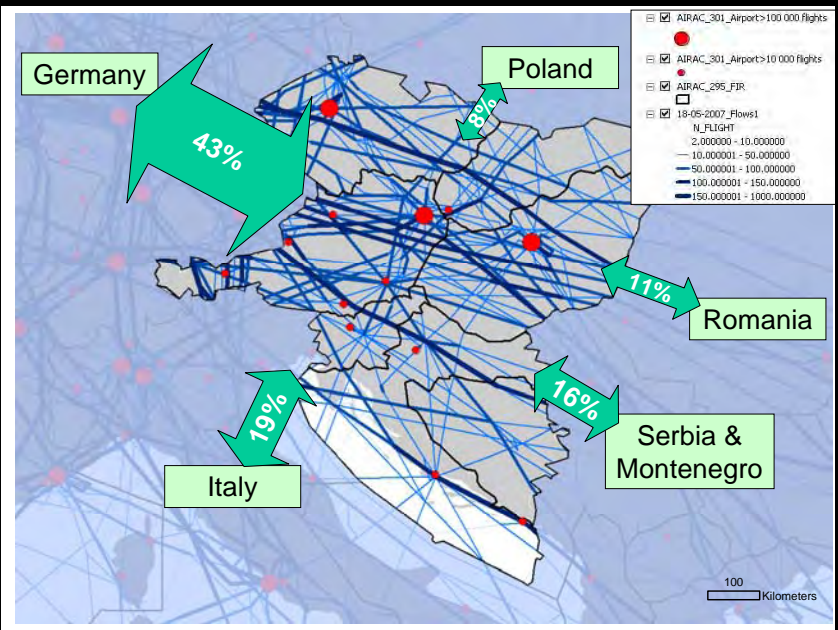 AIRAC_301_Airport>100 000 flights
AIRAC_301_Airport>10 000 flights
AIRAC_295_FIR
18-05-2007_Flows1
N_FLIGHT
2.000000 - 10.000000
10.000001 - 50.000000
50.000001 - 100.000000
100.000001 - 150.000000
150.000001 - 1000.000000
Germany
Poland
8%
43%
11%
Romania
16%
19%
Serbia &
Montenegro
Italy
100
Kilometers